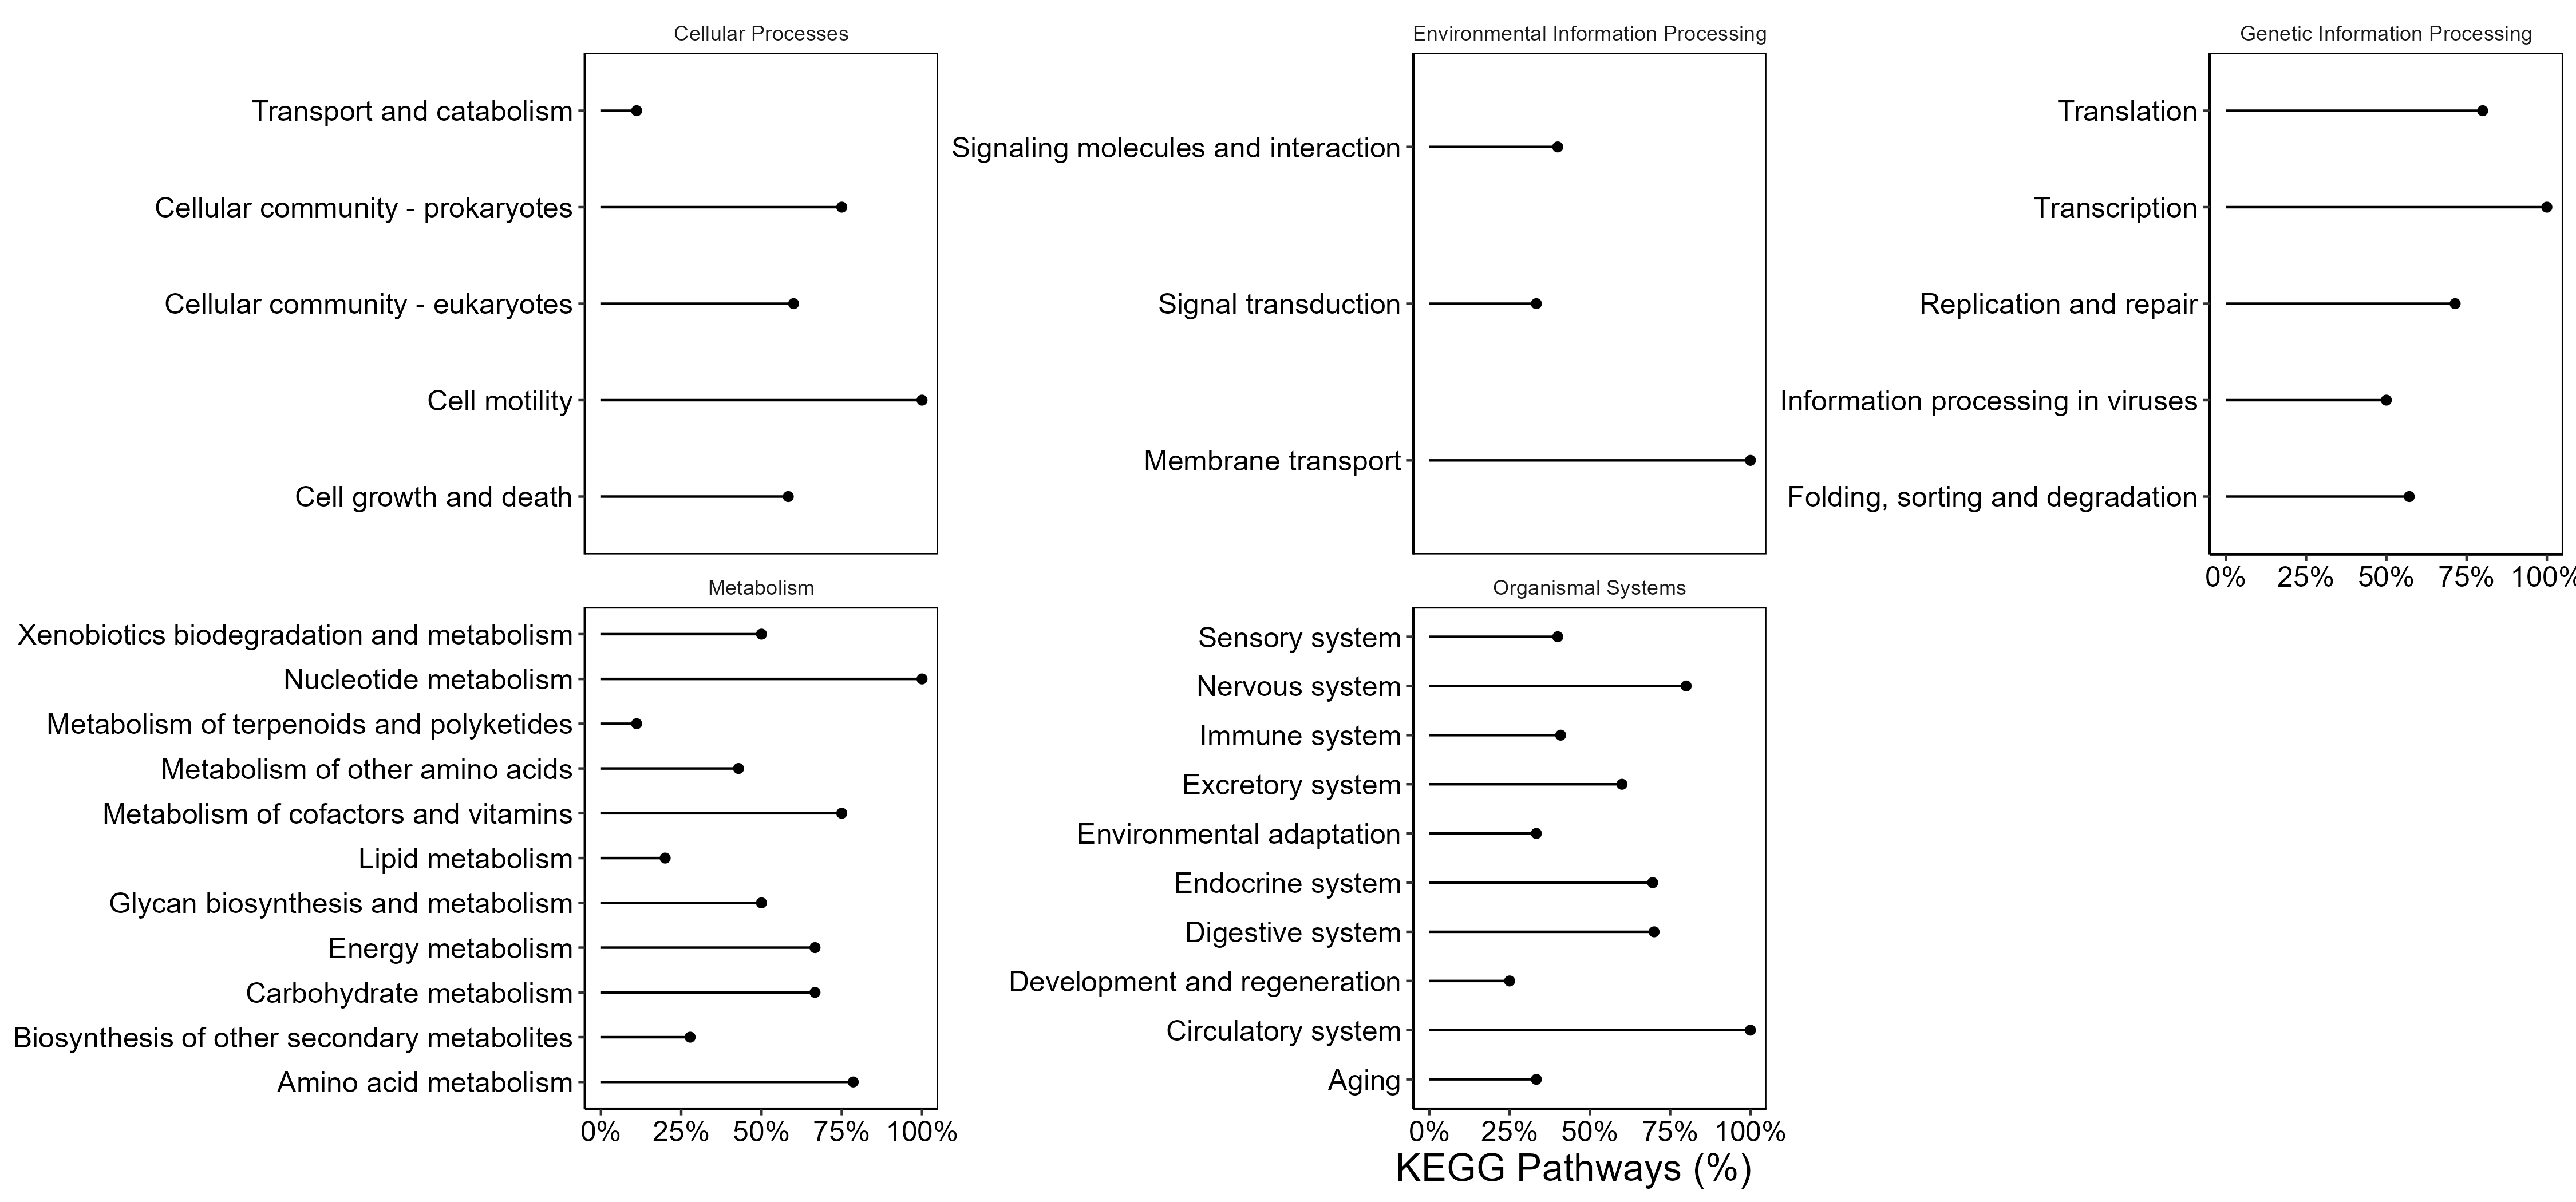 Cellular Processes
Transport and catabolism
Cellular community - prokaryotes
Cellular community - eukaryotes
Cell motility
Cell growth and death
Environmental Information Processing
Signaling molecules and interaction
Signal transduction
Membrane transport
Genetic Information Processing
Translation
Transcription
Replication and repair
Information processing in viruses
Folding, sorting and degradation
0% 25% 50% 75% 100%
Metabolism
Xenobiotics biodegradation and metabolism
Nucleotide metabolism
Metabolism of terpenoids and polyketides
Metabolism of other amino acids
Metabolism of cofactors and vitamins
Lipid metabolism
Glycan biosynthesis and metabolism
Energy metabolism
Carbohydrate metabolism
Biosynthesis of other secondary metabolites
Amino acid metabolism
0% 25% 50% 75% 100%
Organismal Systems
Sensory system
Nervous system
Immune system
Excretory system
Environmental adaptation
Endocrine system
Digestive system
Development and regeneration
Circulatory system
Aging
0% 25% 50% 75% 100%
KEGG Pathways (%)